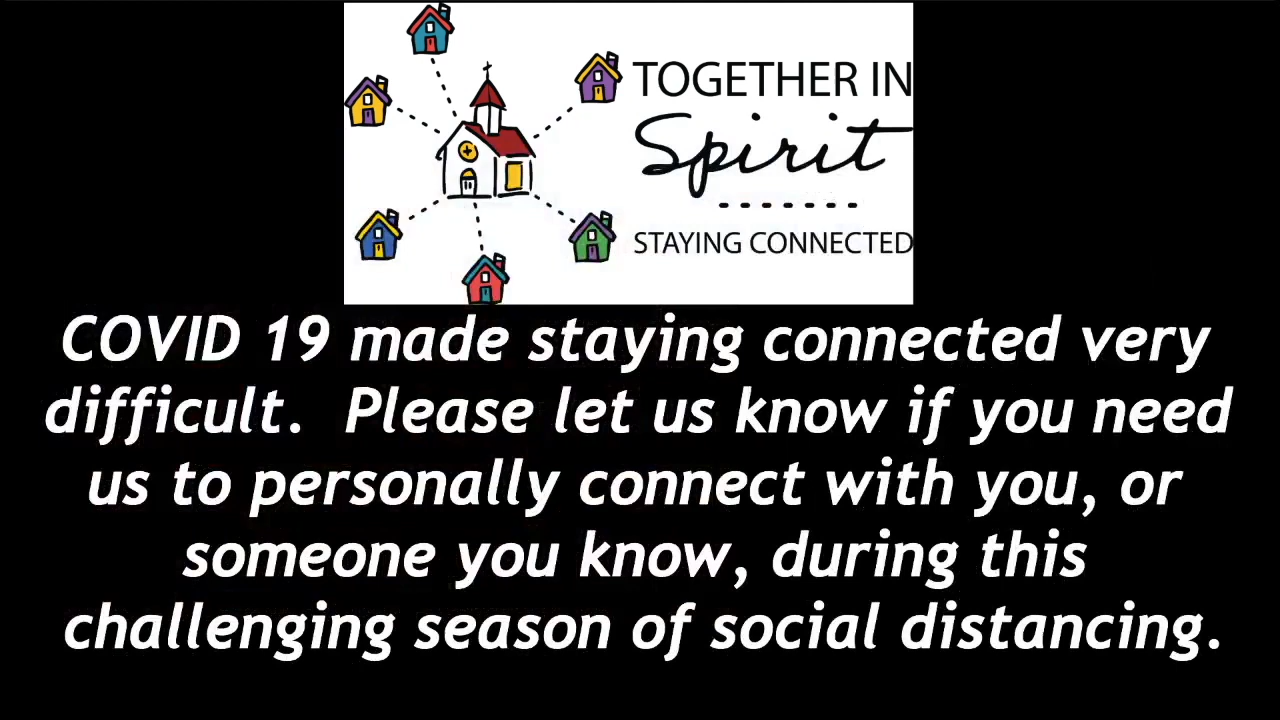 TOGETHER IN
Spirit
STAYING CONNECTED
COVID 19 made staying connected very
difficult.  Please let us know if you need
us to personally connect with you, or
someone you know, during this
challenging season of social distancing.